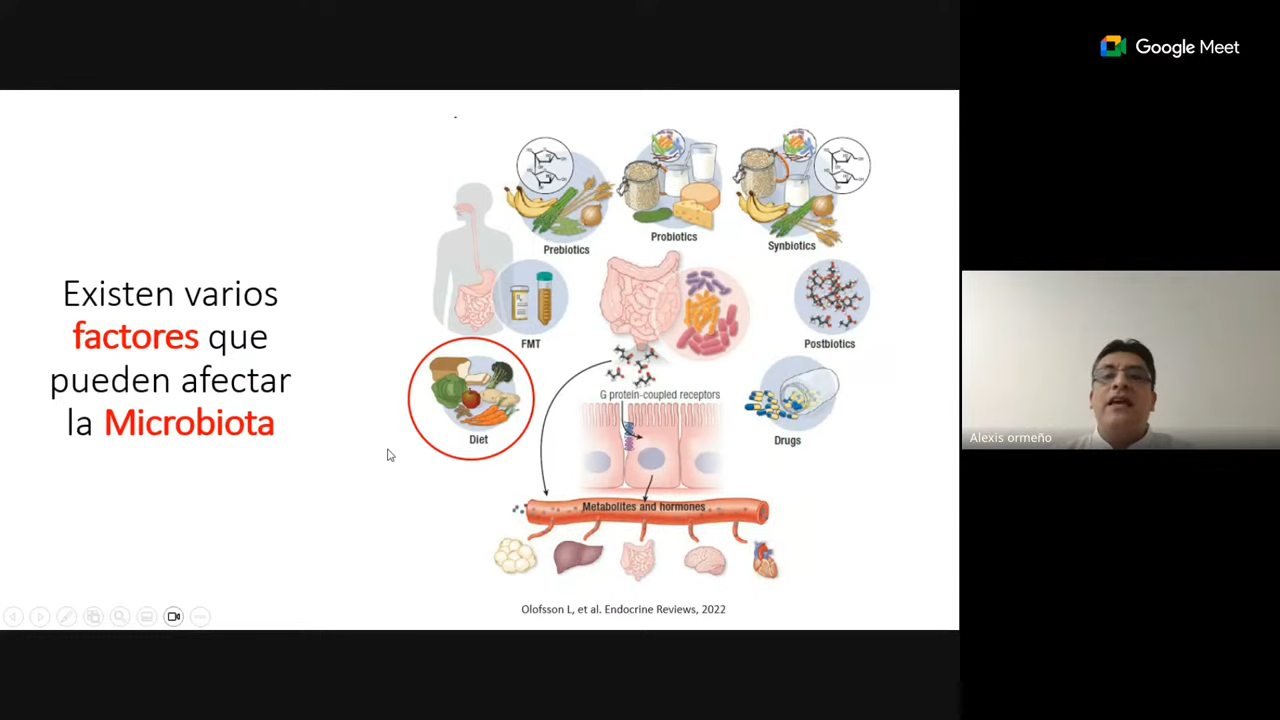 Google Meet
Existen varios
factores que
pueden afectar
la Microbiota
Prebiotics
Probiotics
Synbiotics
FMT
Postbiotics
G protein-coupled receptors
Diet
Drugs
Metabolites and hormones
Olofsson L, et al. Endocrine Reviews, 2022
Alexis ormeño